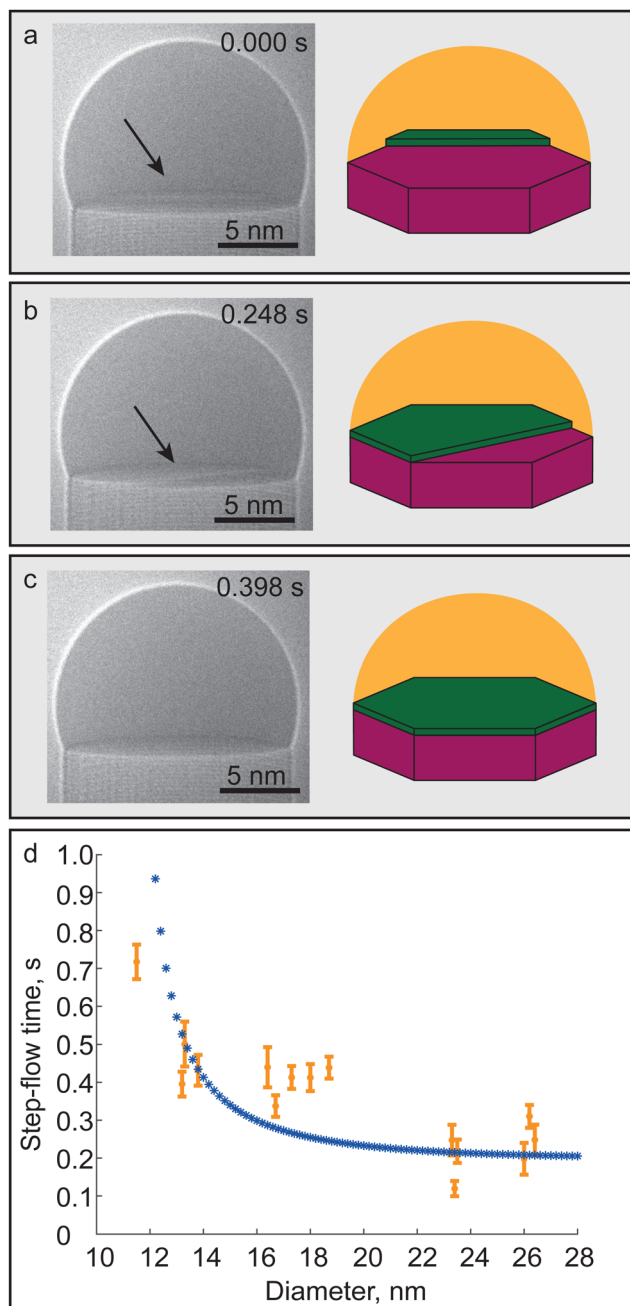 a
0.000 s
5 nm
b
0.248 s
5 nm
c
0.398 s
5 nm
d
1.0
0.9
0.8
0.7
0.6
0.5
0.4
0.3
0.2
0.1
0
Step-flow time, s
10 12 14 16 18 20 22 24 26 28
Diameter, nm